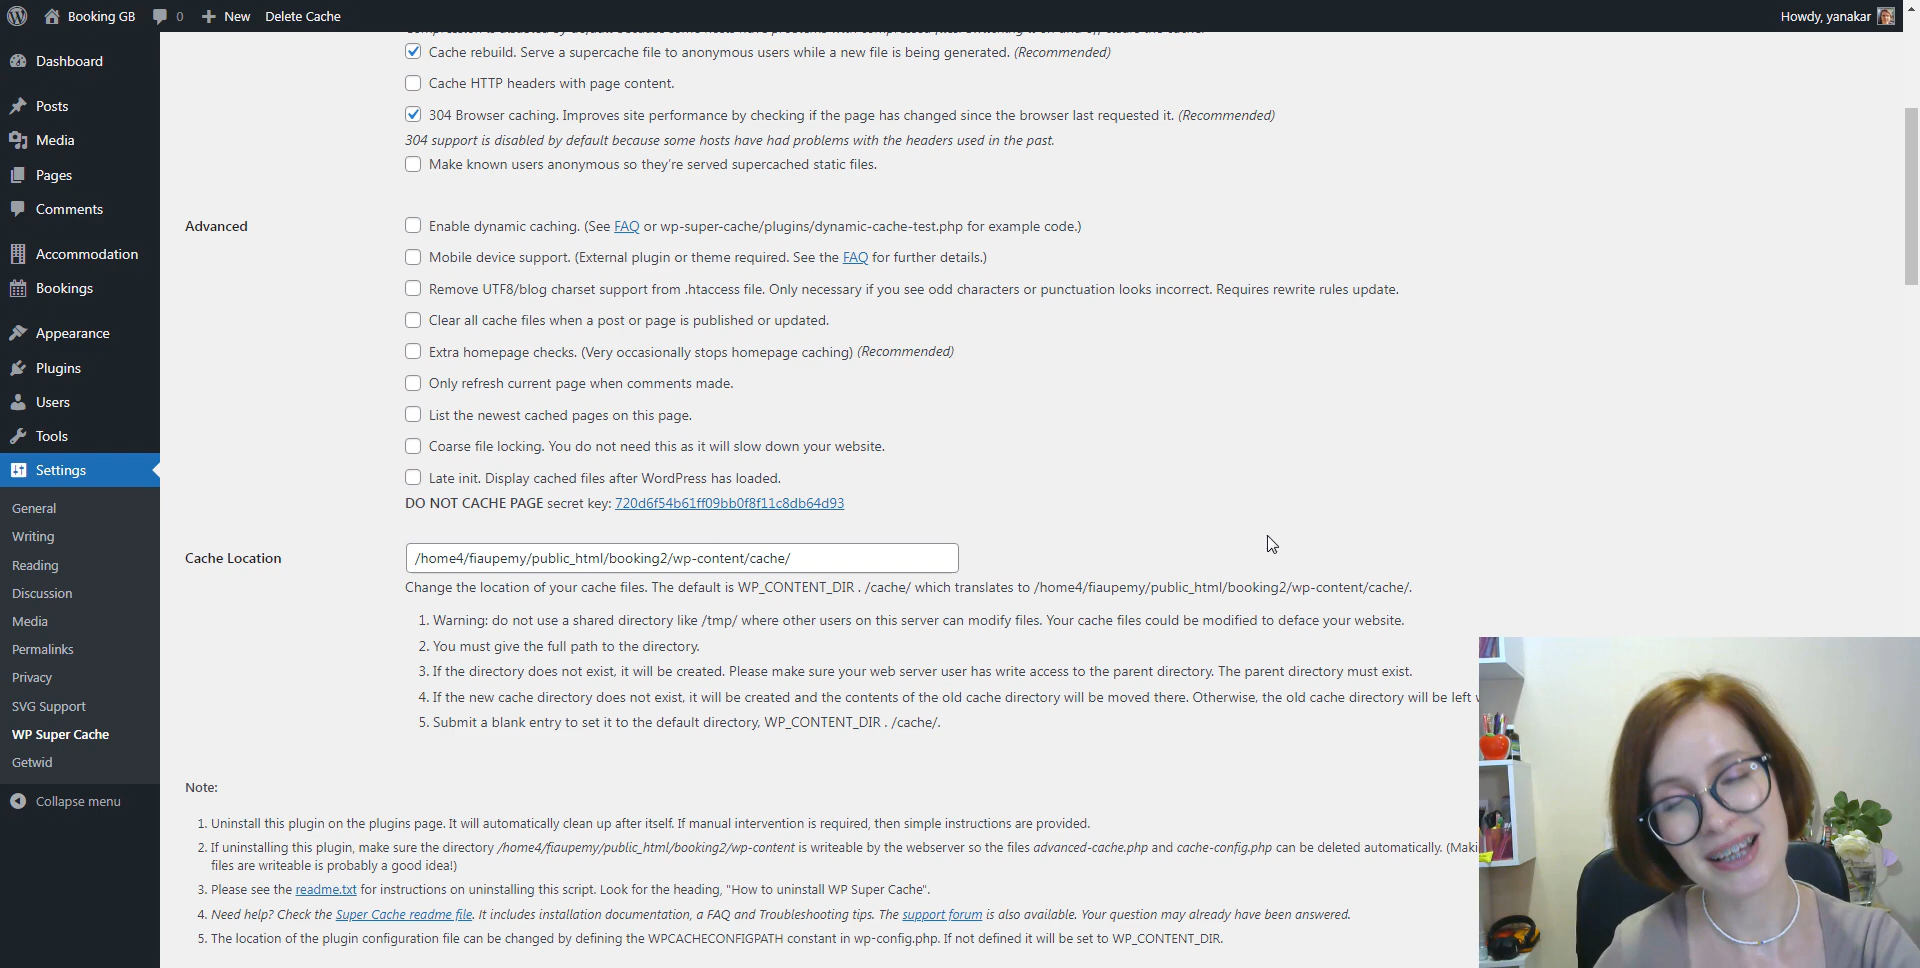 Booking GB 0 New Delete Cache Howdy, yanakar
Dashboard
Posts
Media
Pages
Comments
Accommodation
Bookings
Appearance
Plugins
Users
Tools
Settings
General
Writing
Reading
Discussion
Media
Permalinks
Privacy
SVG Support
WP Super Cache
Getwid
Collapse menu
Cache rebuild. Serve a supercache file to anonymous users while a new file is being generated. (Recommended)
Cache HTTP headers with page content.
304 Browser caching. Improves site performance by checking if the page has changed since the browser last requested it. (Recommended)
304 support is disabled by default because some hosts have had problems with the headers used in the past.
Make known users anonymous so they're served supercached static files.
Advanced
Enable dynamic caching. (See FAQ or wp-super-cache/plugins/dynamic-cache-test.php for example code.)
Mobile device support. (External plugin or theme required. See the FAQ for further details.)
Remove UTF8/blog charset support from .htaccess file. Only necessary if you see odd characters or punctuation looks incorrect. Requires rewrite rules update.
Clear all cache files when a post or page is published or updated.
Extra homepage checks. (Very occasionally stops homepage caching) (Recommended)
Only refresh current page when comments made.
List the newest cached pages on this page.
Coarse file locking. You do not need this as it will slow down your website.
Late init. Display cached files after WordPress has loaded.
DO NOT CACHE PAGE secret key: 720d6f54b61ff09bb0f8f11c8db64d93
Cache Location
/home4/fiaupemy/public_html/booking2/wp-content/cache/
Change the location of your cache files. The default is WP_CONTENT_DIR . /cache/ which translates to /home4/fiaupemy/public_html/booking2/wp-content/cache/.
1. Warning: do not use a shared directory like /tmp/ where other users on this server can modify files. Your cache files could be modified to deface your website.
2. You must give the full path to the directory.
3. If the directory does not exist, it will be created. Please make sure your web server user has write access to the parent directory. The parent directory must exist.
4. If the new cache directory does not exist, it will be created and the contents of the old cache directory will be moved there. Otherwise, the old cache directory will be left
5. Submit a blank entry to set it to the default directory, WP_CONTENT_DIR . /cache/.
Note:
1. Uninstall this plugin on the plugins page. It will automatically clean up after itself. If manual intervention is required, then simple instructions are provided.
2. If uninstalling this plugin, make sure the directory /home4/fiaupemy/public_html/booking2/wp-content is writeable by the webserver so the files advanced-cache.php and cache-config.php can be deleted automatically. (Maki
files are writeable is probably a good idea!)
3. Please see the readme.txt for instructions on uninstalling this script. Look for the heading, "How to uninstall WP Super Cache".
4. Need help? Check the Super Cache readme file. It includes installation documentation, a FAQ and Troubleshooting tips. The support forum is also available. Your question may already have been answered.
5. The location of the plugin configuration file can be changed by defining the WPCACHECONFIGPATH constant in wp-config.php. If not defined it will be set to WP_CONTENT_DIR.